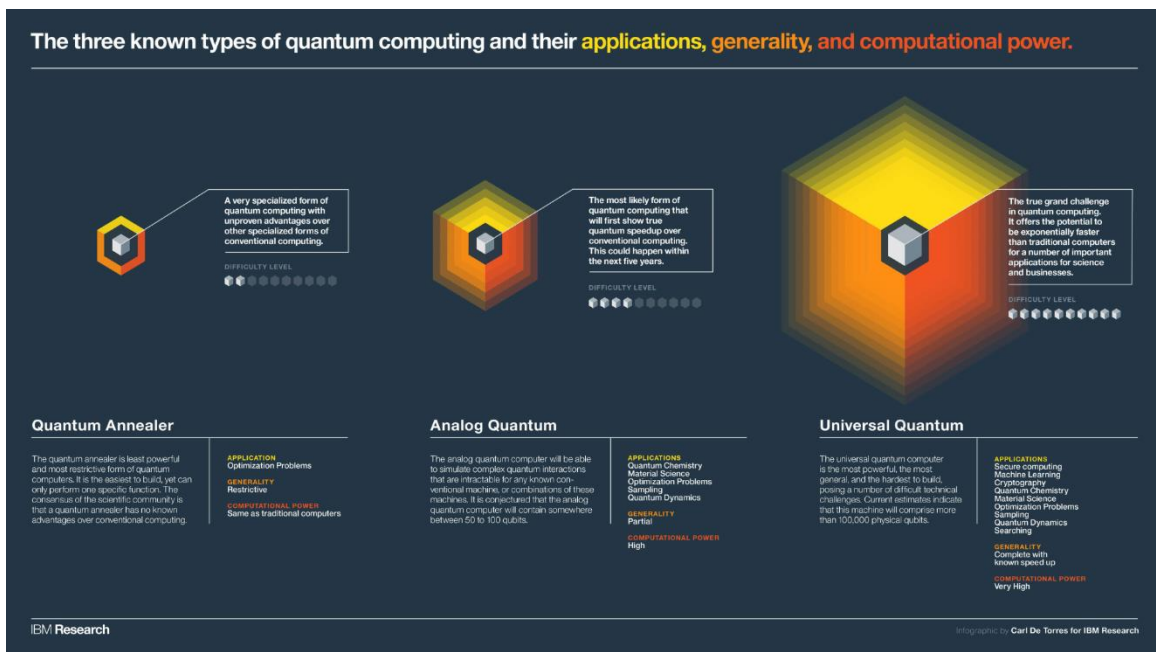 The three known types of quantum computing and their applications, generality, and computational power.
A very specialized form of
quantum computing with
unproven advantages over
other specialized forms of
conventional computing.
DIFFICULTY LEVEL
The most likely form of
quantum computing that
will first show true
quantum speedup over
conventional computing.
This could happen within
the next five years.
DIFFICULTY LEVEL
The true grand challenge
in quantum computing.
It offers the potential to
be exponentially faster
than traditional computers
for a number of important
applications for science
and businesses.
DIFFICULTY LEVEL
Quantum Annealer
The quantum annealer is least powerful
and most restrictive form of quantum
computers. It is the easiest to build, yet can
only perform one specific function. The
consensus of the scientific community is
that a quantum annealer has no known
advantages over conventional computing.
APPLICATION
Optimization Problems
GENERALITY
Restrictive
COMPUTATIONAL POWER
Same as traditional computers
Analog Quantum
The analog quantum computer will be able
to simulate complex quantum interactions
that are intractable for any known con-
ventional machine, or combinations of these
machines. It is conjectured that the analog
quantum computer will contain somewhere
between 50 to 100 qubits.
APPLICATIONS
Quantum Chemistry
Material Science
Optimization Problems
Sampling
Quantum Dynamics
GENERALITY
Partial
COMPUTATIONAL POWER
High
Universal Quantum
The universal quantum computer
is the most powerful, the most
general, and the hardest to build,
posing a number of difficult technical
challenges. Current estimates indicate
that this machine will comprise more
than 100,000 physical qubits.
APPLICATIONS
Secure computing
Machine Learning
Cryptography
Quantum Chemistry
Material Science
Optimization Problems
Sampling
Quantum Dynamics
Searching
GENERALITY
Complete with
known speed up
COMPUTATIONAL POWER
Very High
IBM Research
Infographic by Carl De Torres for IBM Research